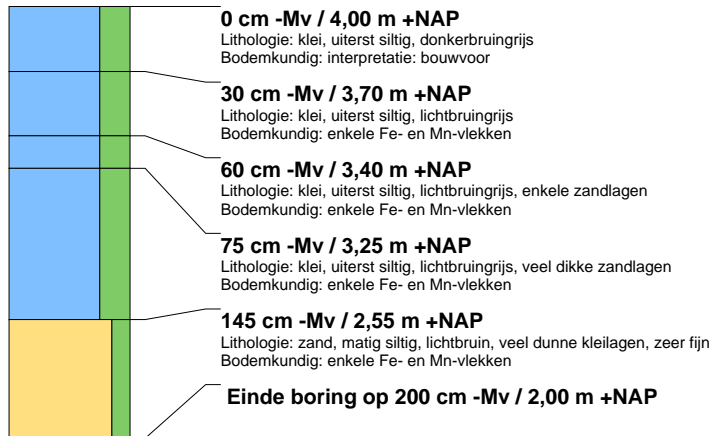 0 cm -Mv / 4,00 m +NAP
Lithologie: klei, uiterst siltig, donkerbruingrijs
Bodemkundig: interpretatie: bouwvoor
30 cm -Mv / 3,70 m +NAP
Lithologie: klei, uiterst siltig, lichtbruingrijs
Bodemkundig: enkele Fe- en Mn-vlekken
60 cm -Mv / 3,40 m +NAP
Lithologie: klei, uiterst siltig, lichtbruingrijs, enkele zandlagen
Bodemkundig: enkele Fe- en Mn-vlekken
75 cm -Mv / 3,25 m +NAP
Lithologie: klei, uiterst siltig, lichtbruingrijs, veel dikke zandlagen
Bodemkundig: enkele Fe- en Mn-vlekken
145 cm -Mv / 2,55 m +NAP
Lithologie: zand, matig siltig, lichtbruin, veel dunne kleilagen, zeer fijn
Bodemkundig: enkele Fe- en Mn-vlekken
Einde boring op 200 cm -Mv / 2,00 m +NAP